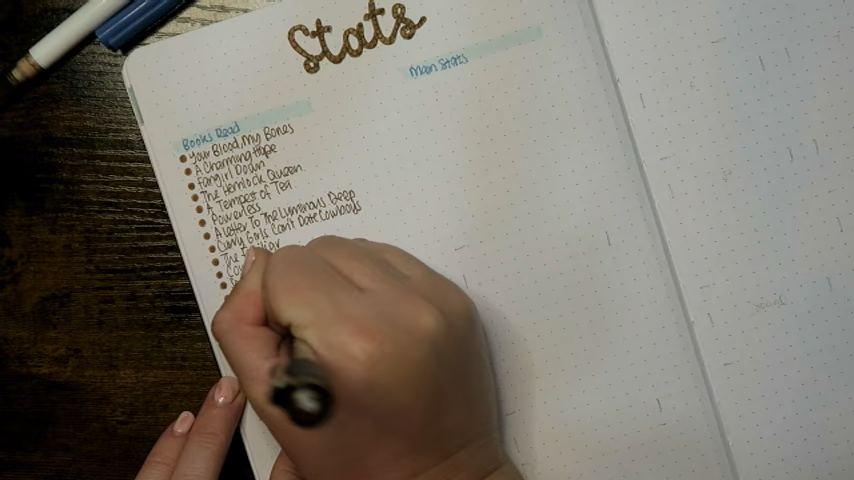 Stats
Main Stats
Books Read
Your Blood, My Bones
A Charming Hope
Fangirl Down
The Hemlock Queen
A Tempest of Tea
Powerless
A Letter To The Luminous Deep
Curvy Girls Can't Date Cowboys
The